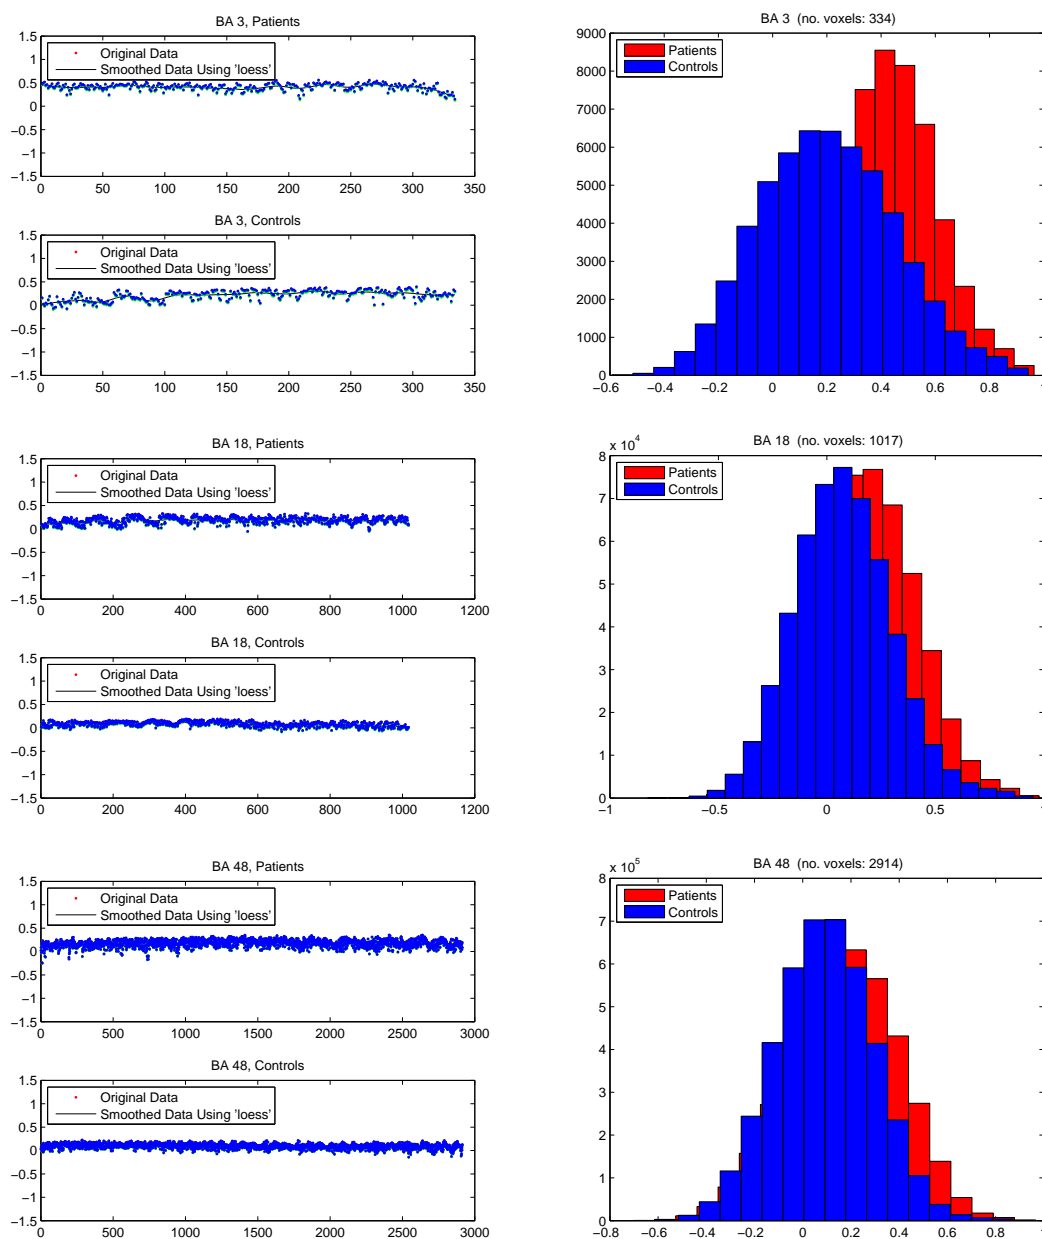 BA 3, Patients
1.5
1
0.5
0
−0.5
−1
−1.5
Original Data
Smoothed Data Using 'loess'
0 50 100 150 200 250 300 350
BA 3, Controls
1.5
1
0.5
0
−0.5
−1
−1.5
Original Data
Smoothed Data Using 'loess'
0 50 100 150 200 250 300 350
BA 3 (no. voxels: 334)
9000
8000
7000
6000
5000
4000
3000
2000
1000
0
Patients
Controls
−0.6 −0.4 −0.2 0 0.2 0.4 0.6 0.8
BA 18, Patients
1.5
1
0.5
0
−0.5
−1
−1.5
Original Data
Smoothed Data Using 'loess'
0 200 400 600 800 1000 1200
BA 18, Controls
1.5
1
0.5
0
−0.5
−1
−1.5
Original Data
Smoothed Data Using 'loess'
0 200 400 600 800 1000 1200
BA 18 (no. voxels: 1017)
x 10^4
8
7
6
5
4
3
2
1
0
Patients
Controls
−1 −0.5 0 0.5
BA 48, Patients
1.5
1
0.5
0
−0.5
−1
−1.5
Original Data
Smoothed Data Using 'loess'
0 500 1000 1500 2000 2500 3000
BA 48, Controls
1.5
1
0.5
0
−0.5
−1
−1.5
Original Data
Smoothed Data Using 'loess'
0 500 1000 1500 2000 2500 3000
BA 48 (no. voxels: 2914)
x 10^5
8
7
6
5
4
3
2
1
0
Patients
Controls
−0.8 −0.6 −0.4 −0.2 0 0.2 0.4 0.6 0.8